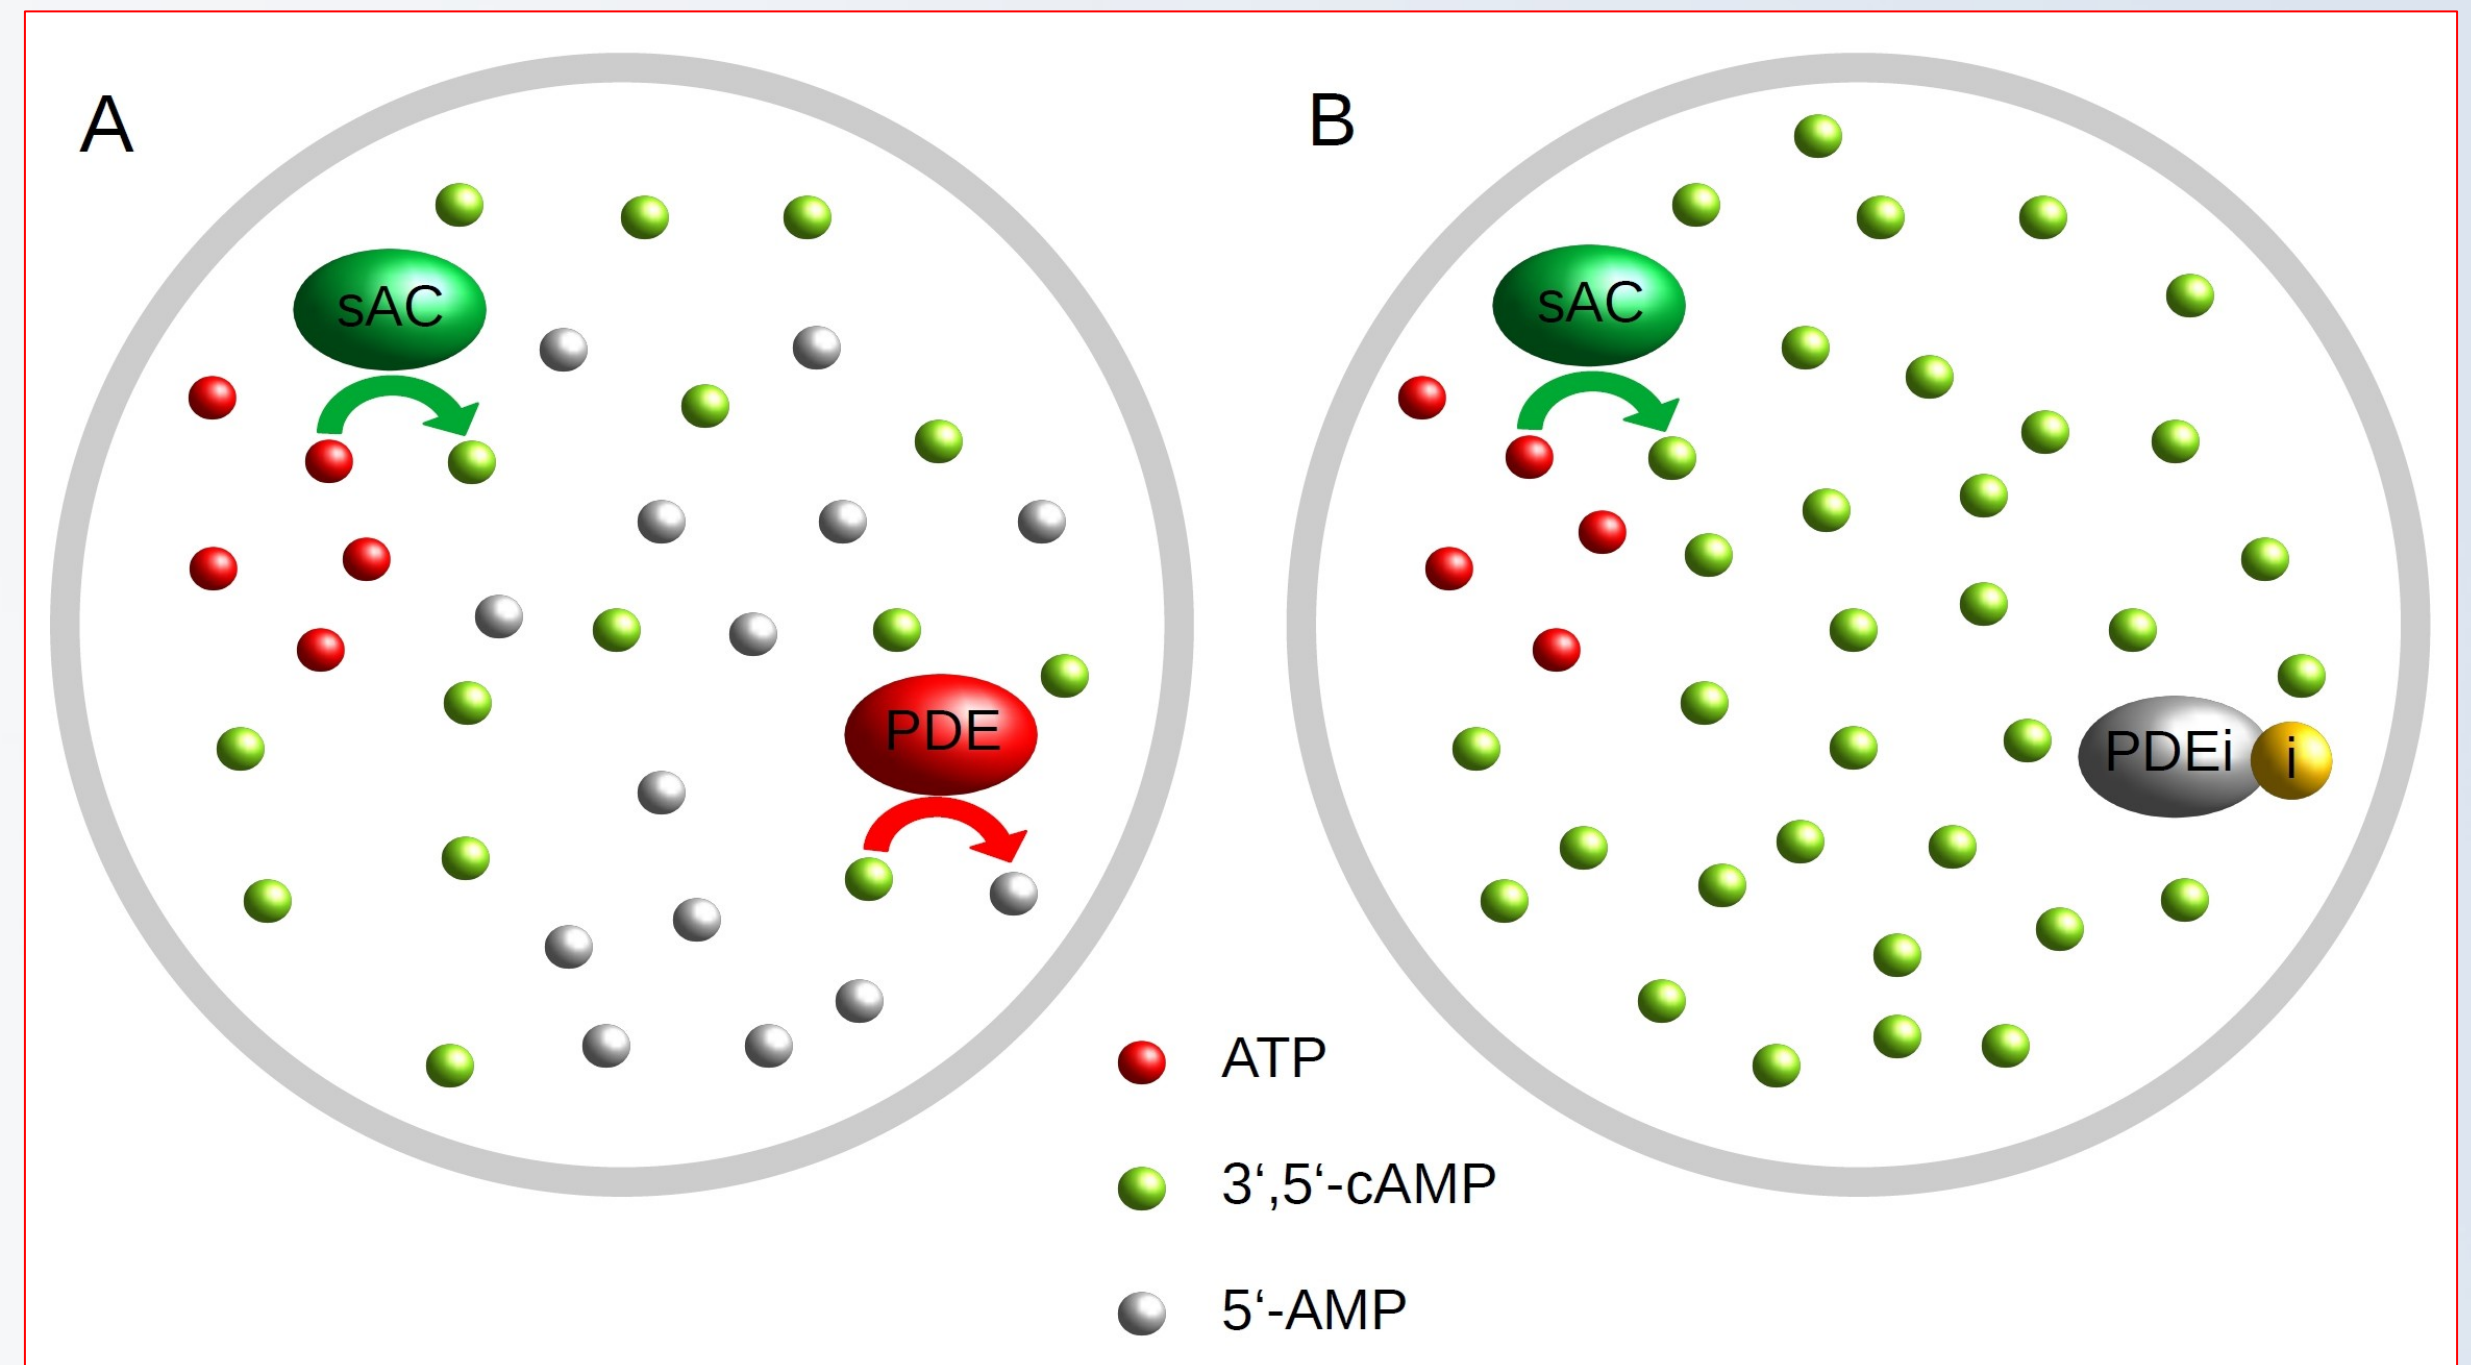 A
sAC
PDE
B
sAC
PDEi
i
ATP
3‘,5‘-cAMP
5‘-AMP